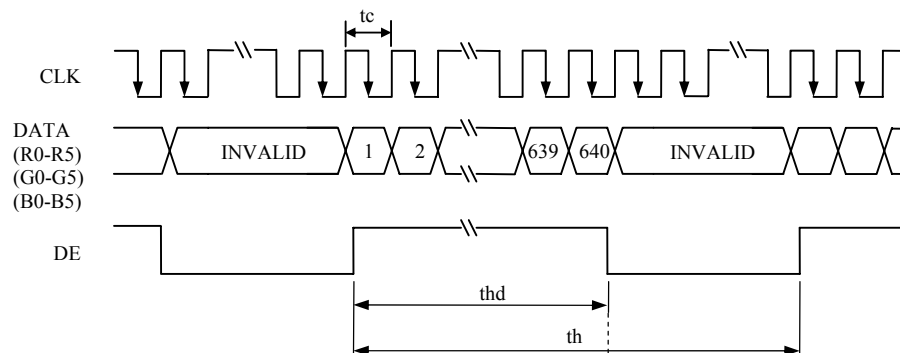 tc
CLK
DATA
(R0-R5)
(G0-G5)
(B0-B5)
INVALID 1 2 639 640 INVALID
DE
thd
th